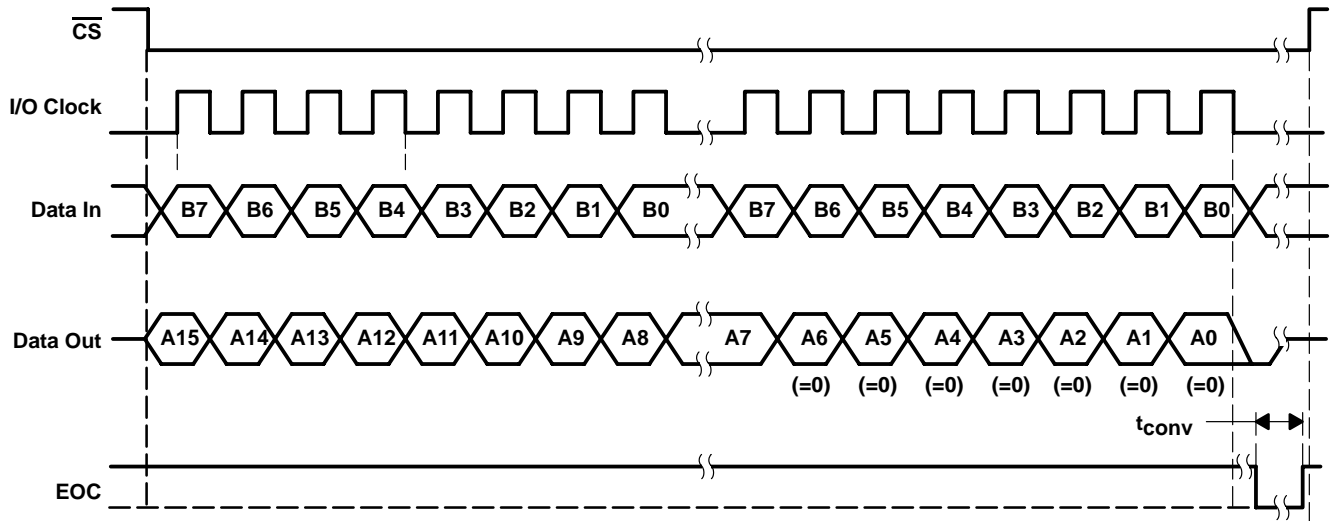 CS
I/O Clock
Data In B7 B6 B5 B4 B3 B2 B1 B0 B7 B6 B5 B4 B3 B2 B1 B0
Data Out A15 A14 A13 A12 A11 A10 A9 A8 A7 A6 A5 A4 A3 A2 A1 A0
(=0) (=0) (=0) (=0) (=0) (=0) (=0)
tconv
EOC